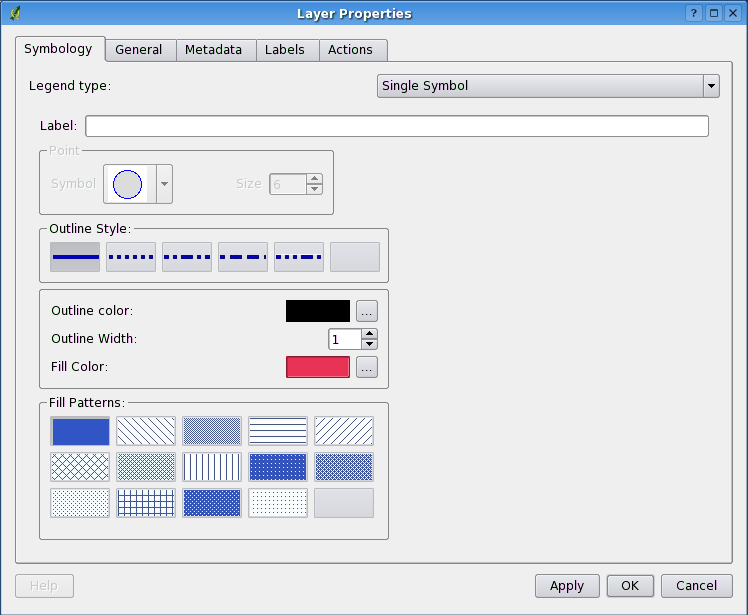 Layer Properties
?
Symbology General Metadata Labels Actions
Legend type: Single Symbol
Label:
Point
Symbol Size 6
Outline Style:
Outline color: ...
Outline Width: 1
Fill Color: ...
Fill Patterns:
Help Apply OK Cancel